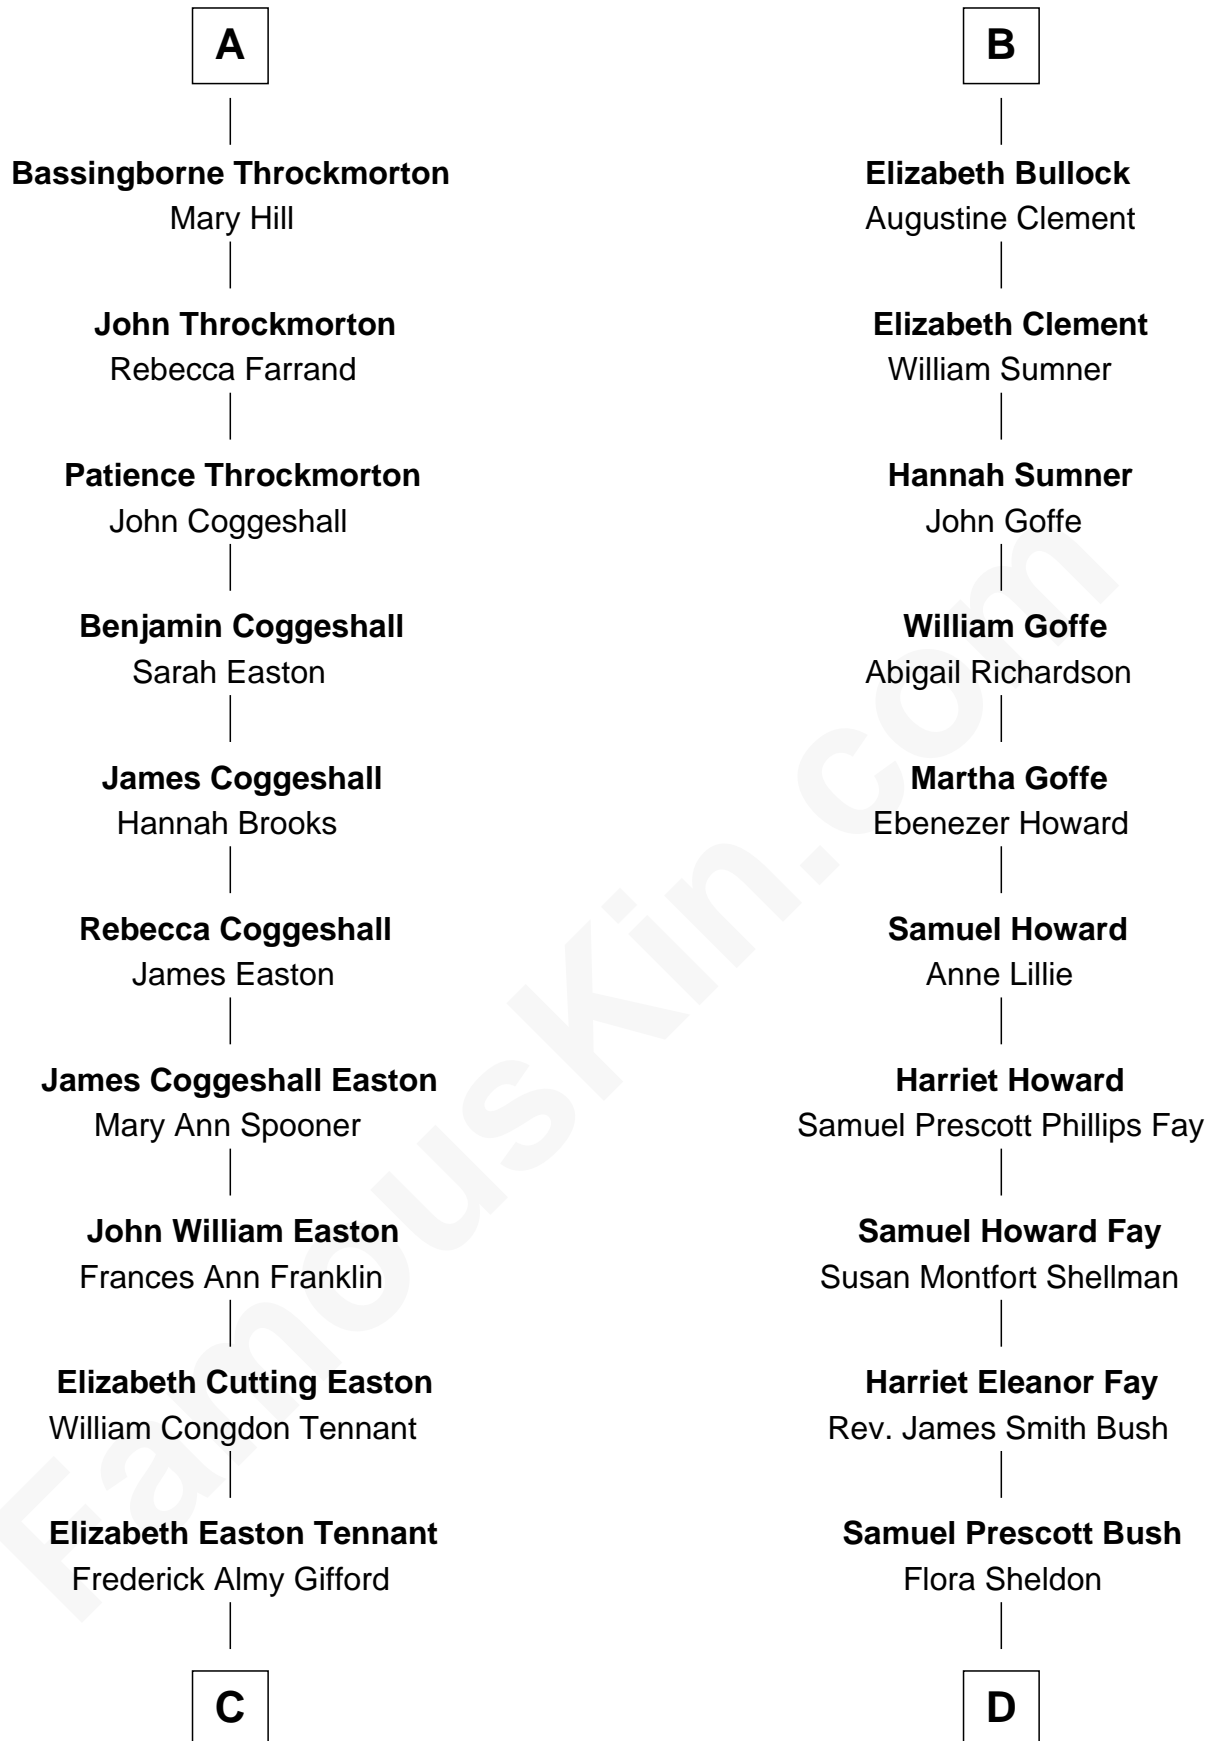 A
Bassingborne Throckmorton
Mary Hill
John Throckmorton
Rebecca Farrand
Patience Throckmorton
John Coggeshall
Benjamin Coggeshall
Sarah Easton
James Coggeshall
Hannah Brooks
Rebecca Coggeshall
James Easton
James Coggeshall Easton
Mary Ann Spooner
John William Easton
Frances Ann Franklin
Elizabeth Cutting Easton
William Congdon Tennant
Elizabeth Easton Tennant
Frederick Almy Gifford
C
B
Elizabeth Bullock
Augustine Clement
Elizabeth Clement
William Sumner
Hannah Sumner
John Goffe
William Goffe
Abigail Richardson
Martha Goffe
Ebenezer Howard
Samuel Howard
Anne Lillie
Harriet Howard
Samuel Prescott Phillips Fay
Samuel Howard Fay
Susan Montfort Shellman
Harriet Eleanor Fay
Rev. James Smith Bush
Samuel Prescott Bush
Flora Sheldon
D
FamousKin.com